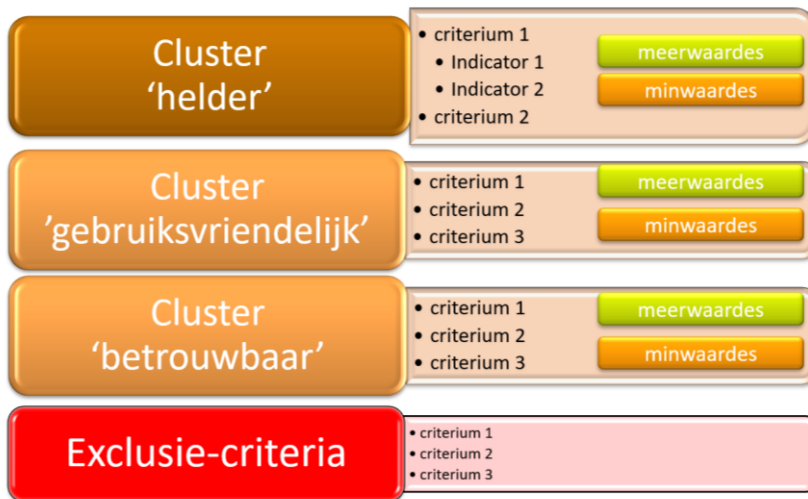 Cluster
‘helder’
• criterium 1
• Indicator 1
• Indicator 2
• criterium 2
meerwaardes
minwaardes
Cluster
’gebruiksvriendelijk’
• criterium 1
• criterium 2
• criterium 3
meerwaardes
minwaardes
Cluster
‘betrouwbaar’
• criterium 1
• criterium 2
• criterium 3
meerwaardes
minwaardes
Exclusie-criteria
• criterium 1
• criterium 2
• criterium 3